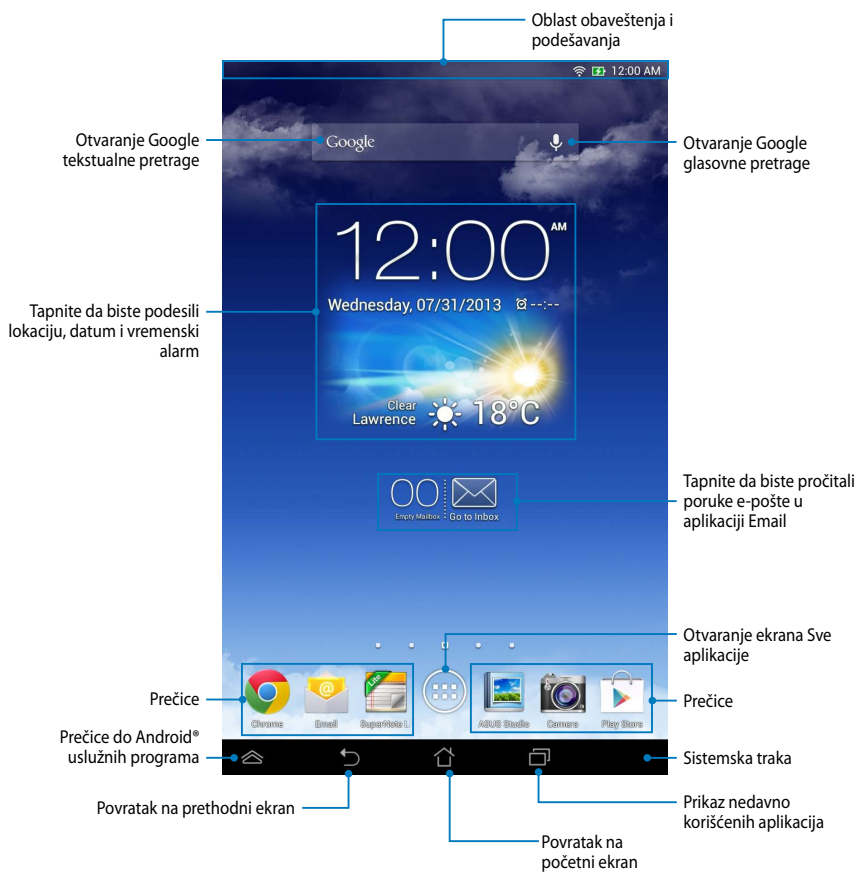 Oblast obaveštenja i
podešavanja
12:00 AM
Otvaranje Google
tekstualne pretrage
Google
Otvaranje Google
glasovne pretrage
12:00 AM
Wednesday, 07/31/2013 --:--
Tapnite da biste podesili
lokaciju, datum i vremenski
alarm
Clear
Lawrence
18°C
Tapnite da biste pročitali
poruke e-pošte u
aplikaciji Email
00
Empty Mailbox
Go to Inbox
Otvaranje ekrana Sve
aplikacije
Prečice
Lite
Chrome
Email
SuperNote L
ASUS Studio
Camera
Play Store
Prečice
Prečice do Android®
uslužnih programa
Sistemska traka
Povratak na prethodni ekran
Prikaz nedavno
korišćenih aplikacija
Povratak na
početni ekran